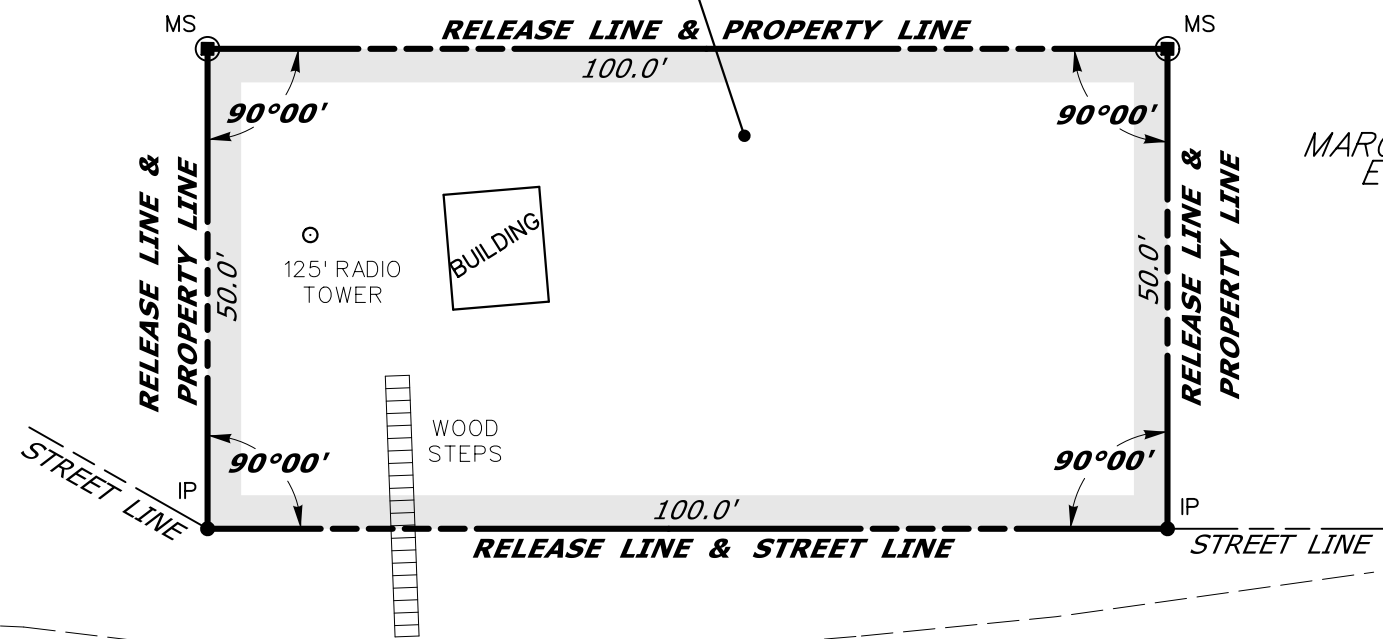 MS
RELEASE LINE & PROPERTY LINE
MS
100.0'
90°00'
90°00'
RELEASE LINE &
PROPERTY LINE
50.0'
125' RADIO
TOWER
BUILDING
50.0'
RELEASE LINE &
PROPERTY LINE
WOOD
STEPS
90°00'
90°00'
STREET LINE
IP
100.0'
IP
RELEASE LINE & STREET LINE
STREET LINE